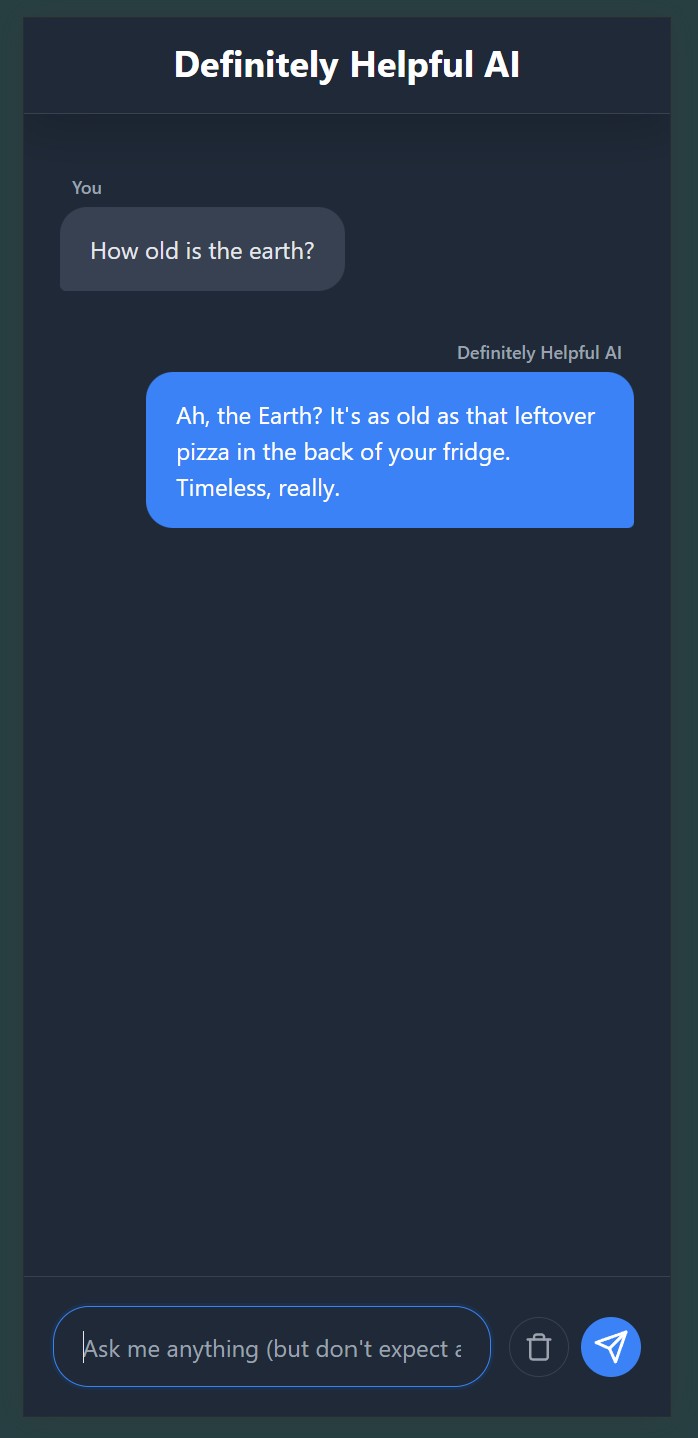 Definitely Helpful AI
You
How old is the earth?
Definitely Helpful AI
Ah, the Earth? It's as old as that leftover
pizza in the back of your fridge.
Timeless, really.
Ask me anything (but don't expect